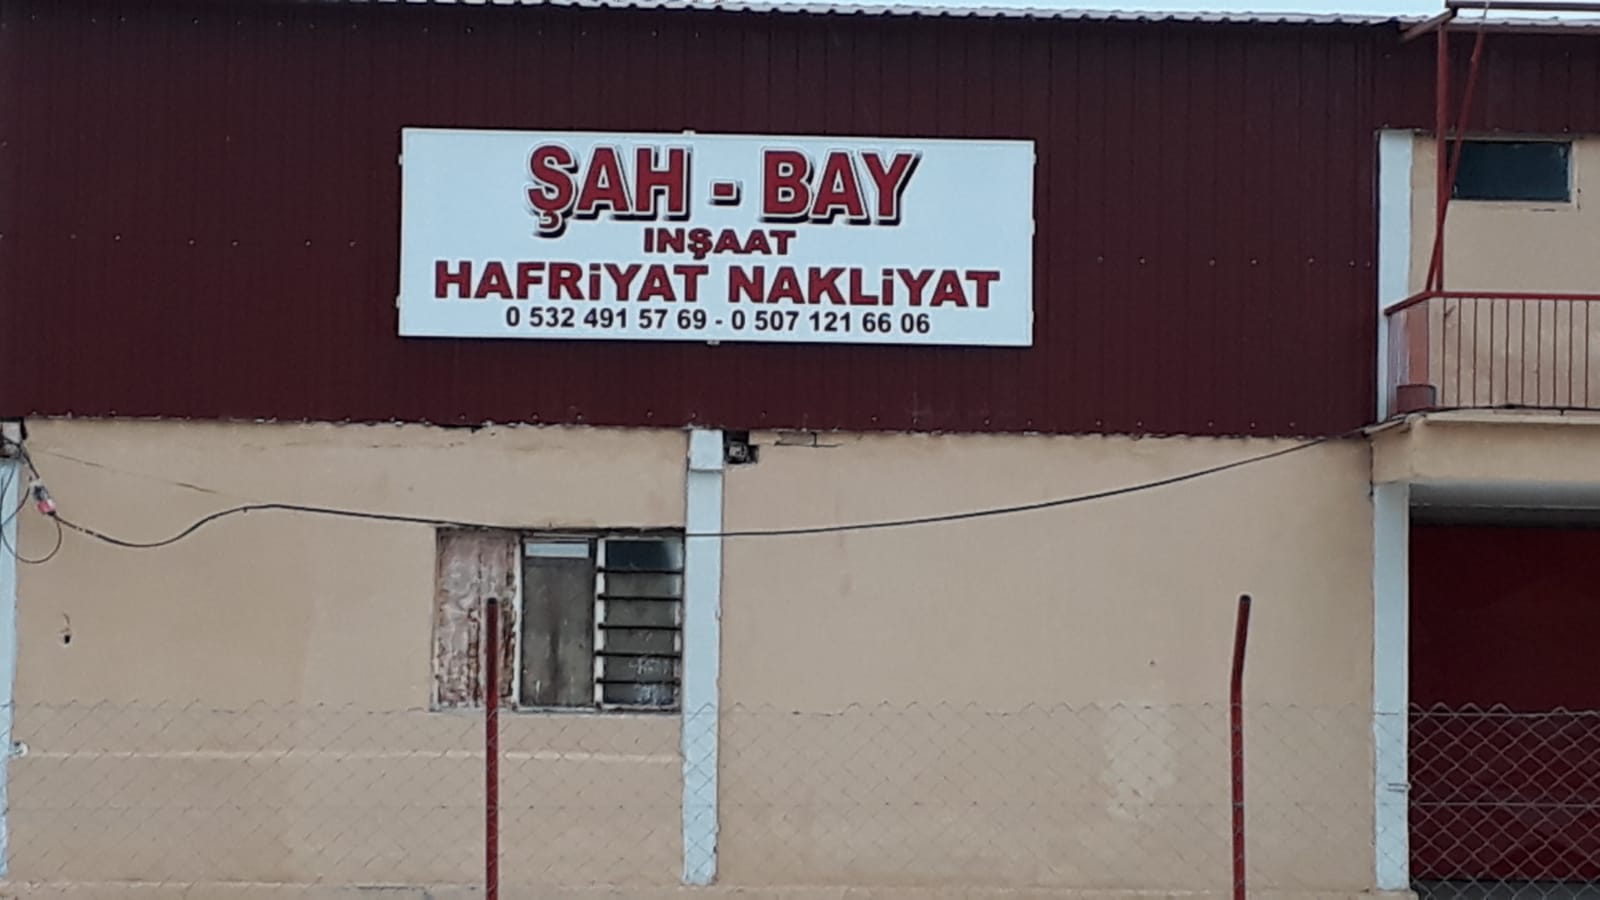 ŞAH - BAY
INŞAAT
HAFRiYAT NAKLiYAT
0 532 491 57 69 - 0 507 121 66 06